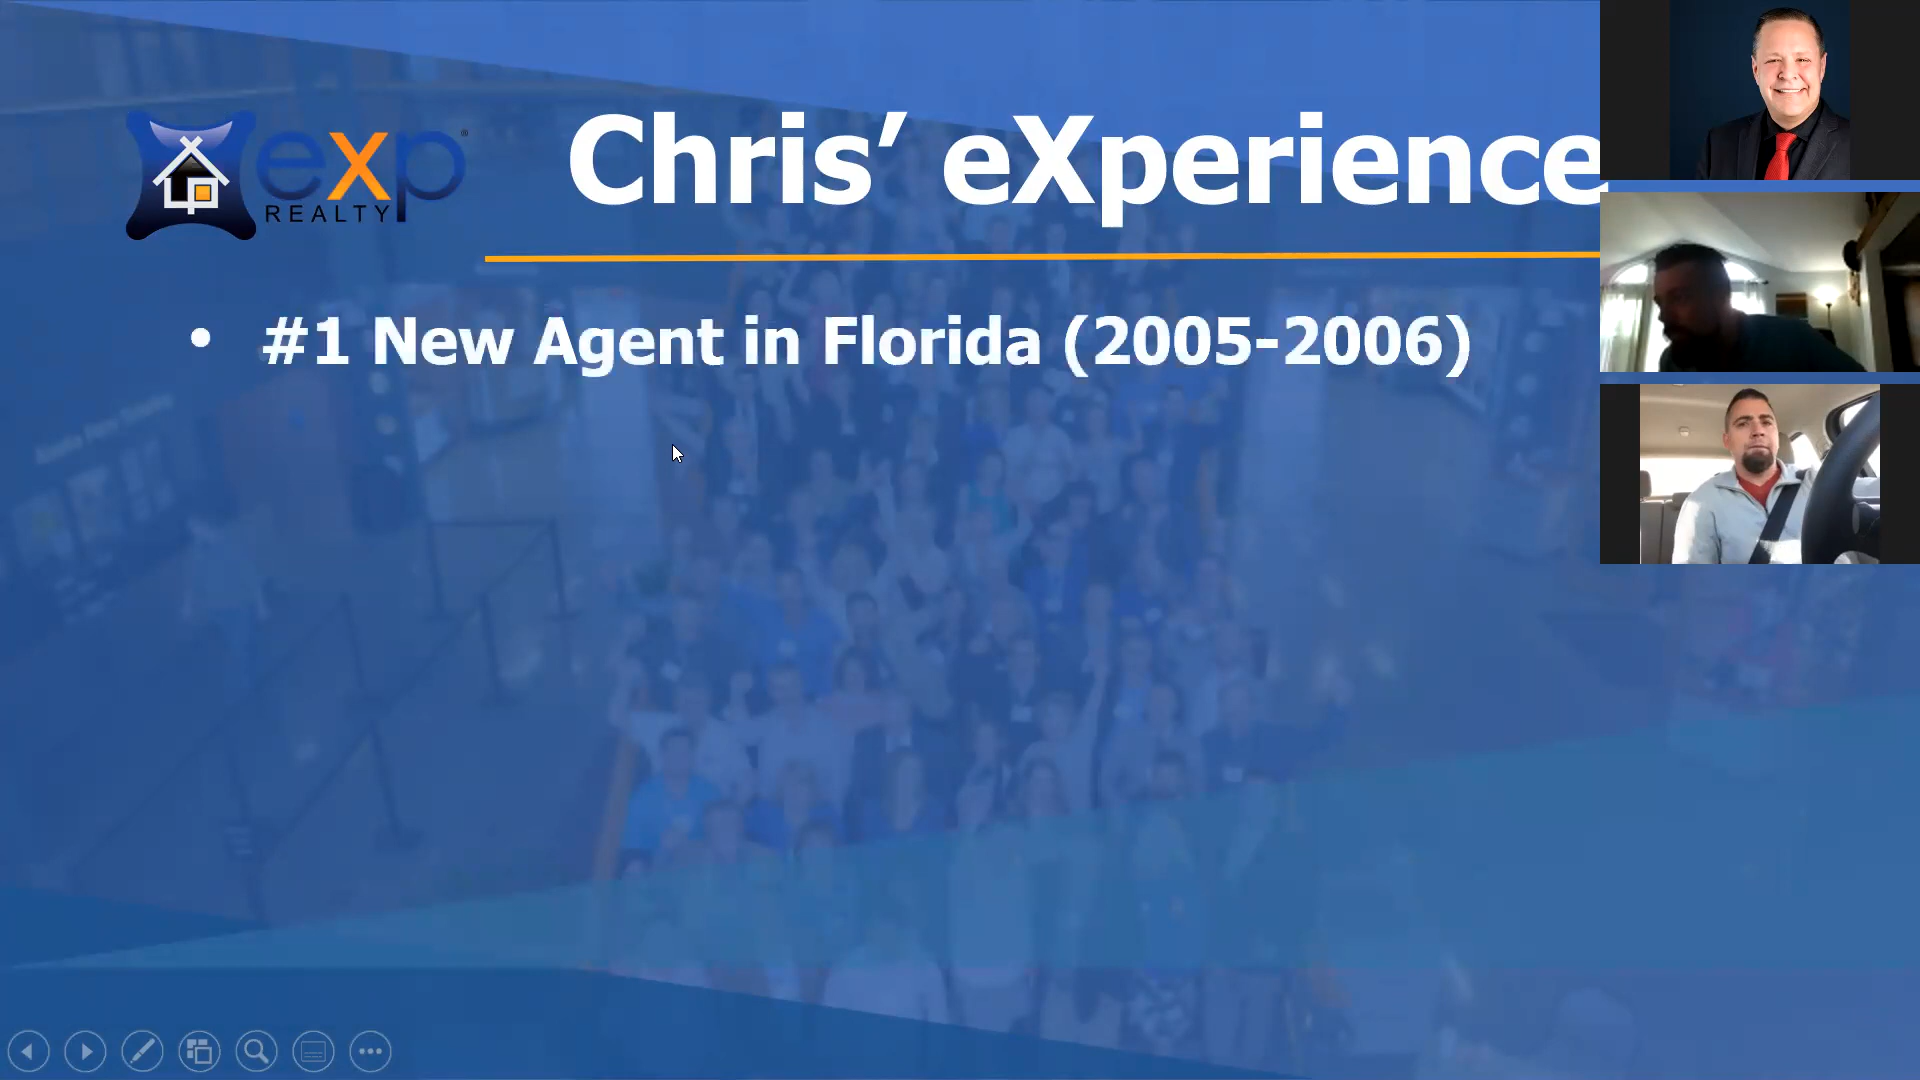 exp®
REALTY
Chris’ eXperience
• #1 New Agent in Florida (2005-2006)